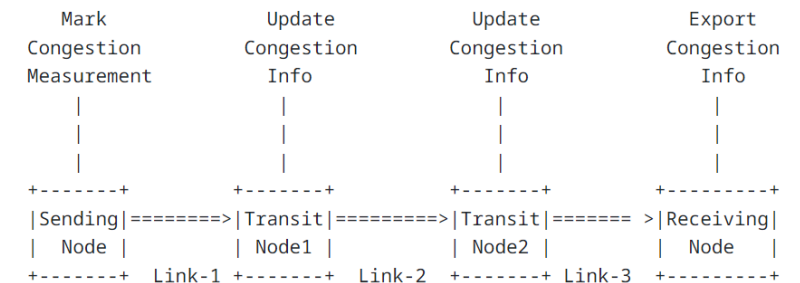 Mark             Update            Update            Export
 Congestion        Congestion        Congestion        Congestion
 Measurement          Info              Info              Info
     |                |                 |                 |
     |                |                 |                 |
     |                |                 |                 |
 +-------+        +-------+         +-------+        +---------+
 |Sending|========>|Transit|=========>|Transit|======= >|Receiving|
 |  Node |        | Node1 |         | Node2 |        |  Node   |
 +-------+  Link-1 +-------+  Link-2  +-------+ Link-3  +---------+